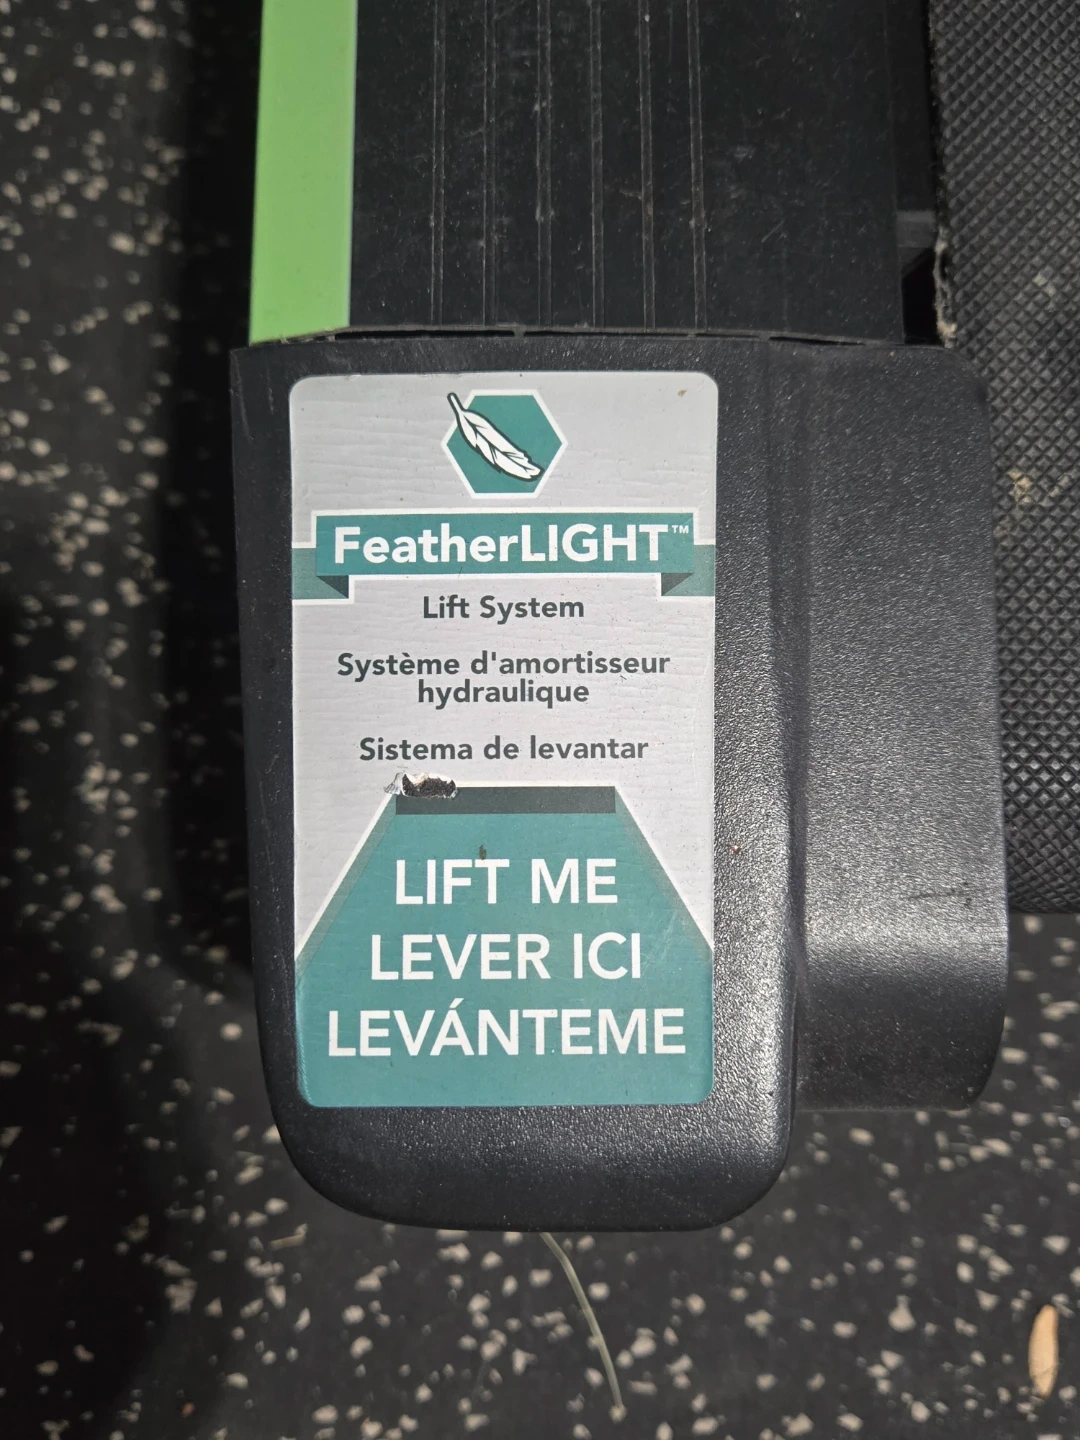 FeatherLIGHT™
Lift System
Système d'amortisseur
hydraulique
Sistema de levantar
LIFT ME
LEVER ICI
LEVÁNTEME